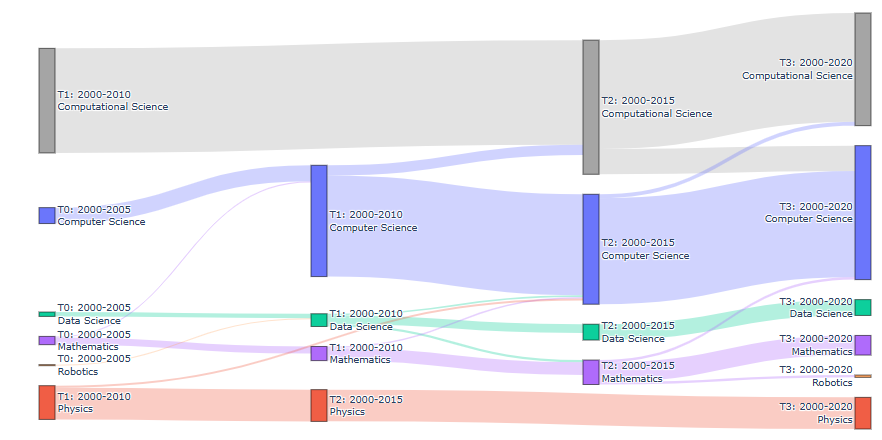 T1: 2000-2010
Computational Science
T0: 2000-2005
Computer Science
T0: 2000-2005
Data Science
T0: 2000-2005
Mathematics
T0: 2000-2005
Robotics
T1: 2000-2010
Physics
T1: 2000-2010
Computer Science
T1: 2000-2010
Data Science
T1: 2000-2010
Mathematics
T2: 2000-2015
Physics
T2: 2000-2015
Computational Science
T2: 2000-2015
Computer Science
T2: 2000-2015
Data Science
T2: 2000-2015
Mathematics
T3: 2000-2020
Computational Science
T3: 2000-2020
Computer Science
T3: 2000-2020
Data Science
T3: 2000-2020
Mathematics
T3: 2000-2020
Robotics
T3: 2000-2020
Physics